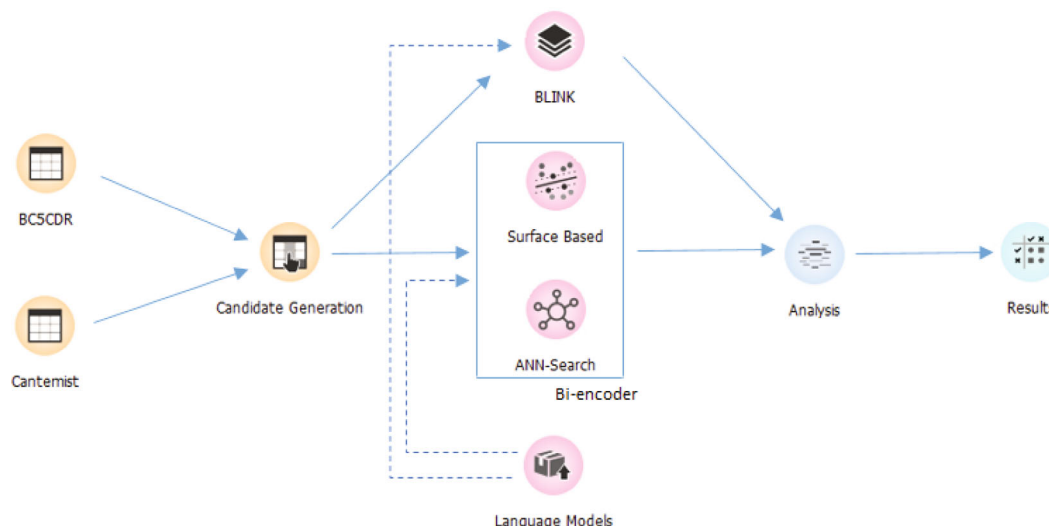 BLINK
BC5CDR
Surface Based
Candidate Generation
Analysis
Result
Cantemist
ANN-Search
Bi-encoder
Language Models